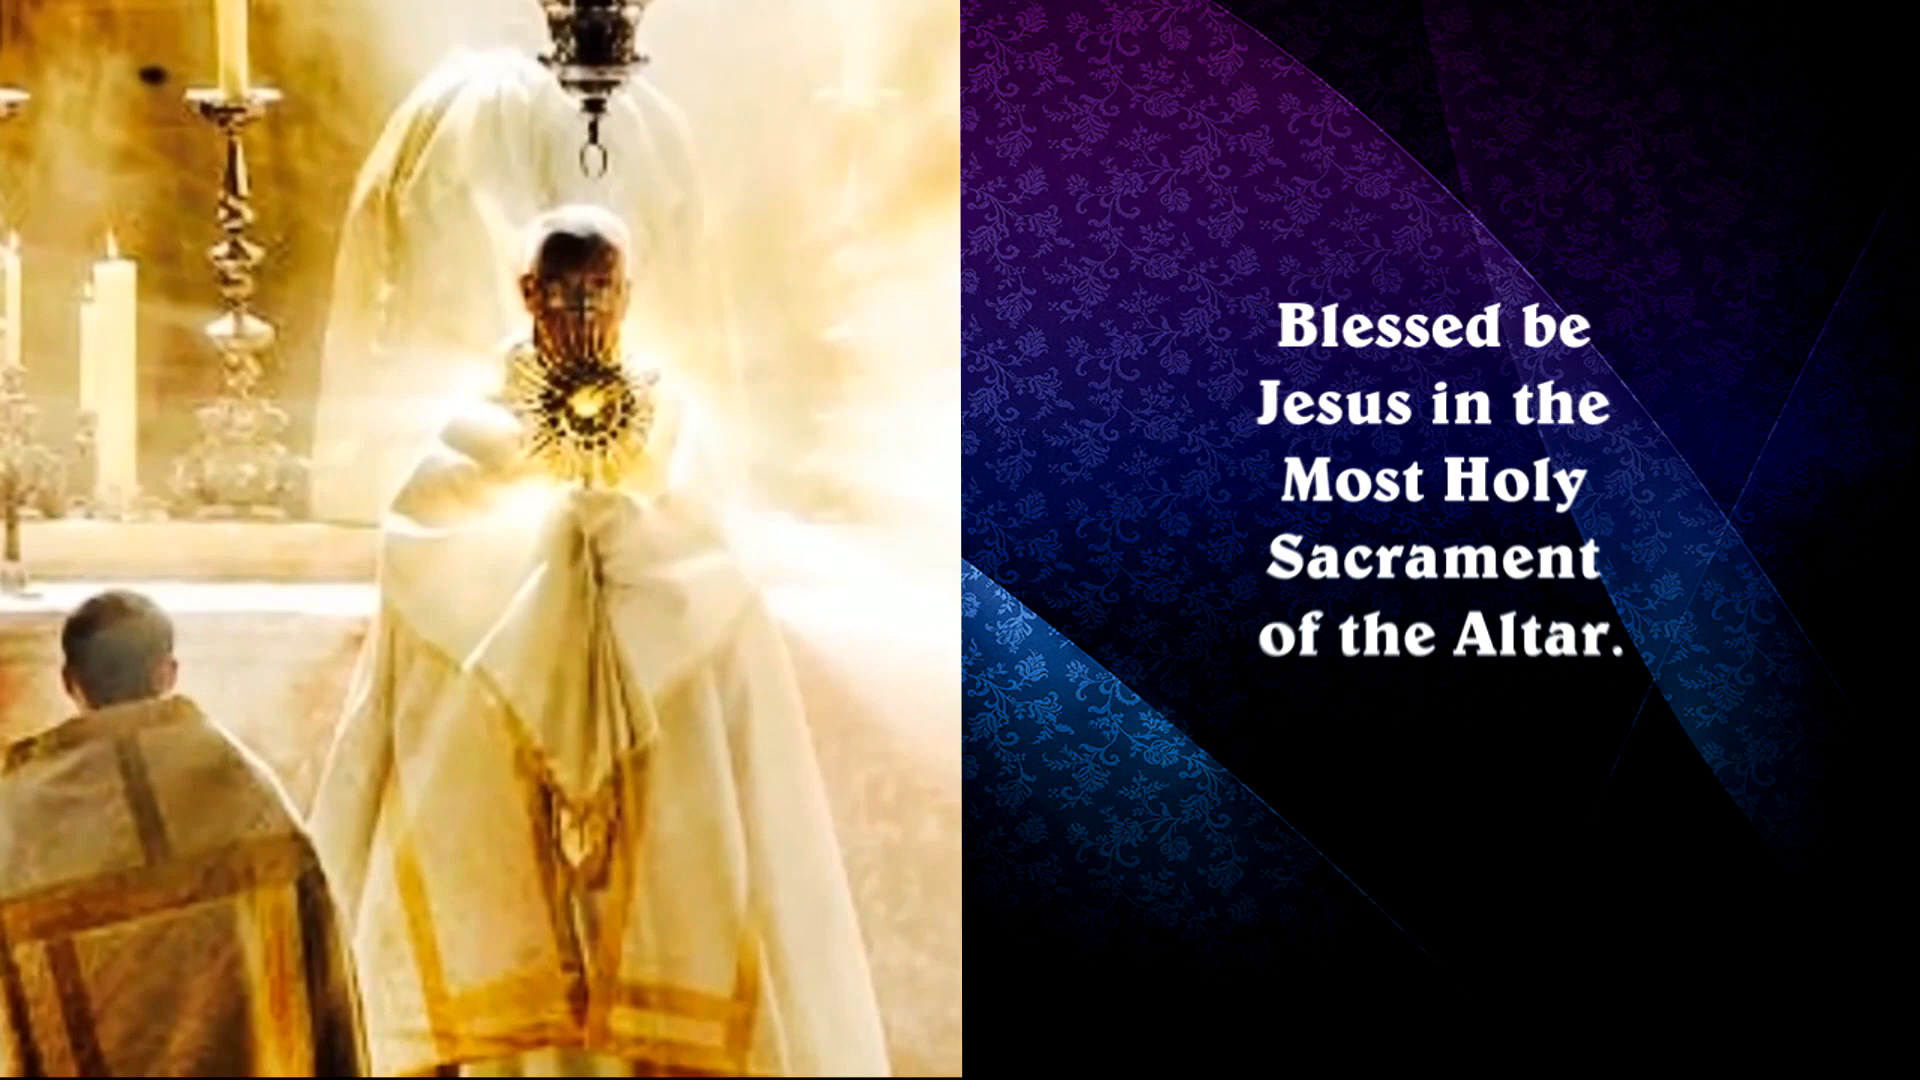 Blessed be
Jesus in the
Most Holy
Sacrament
of the Altar.